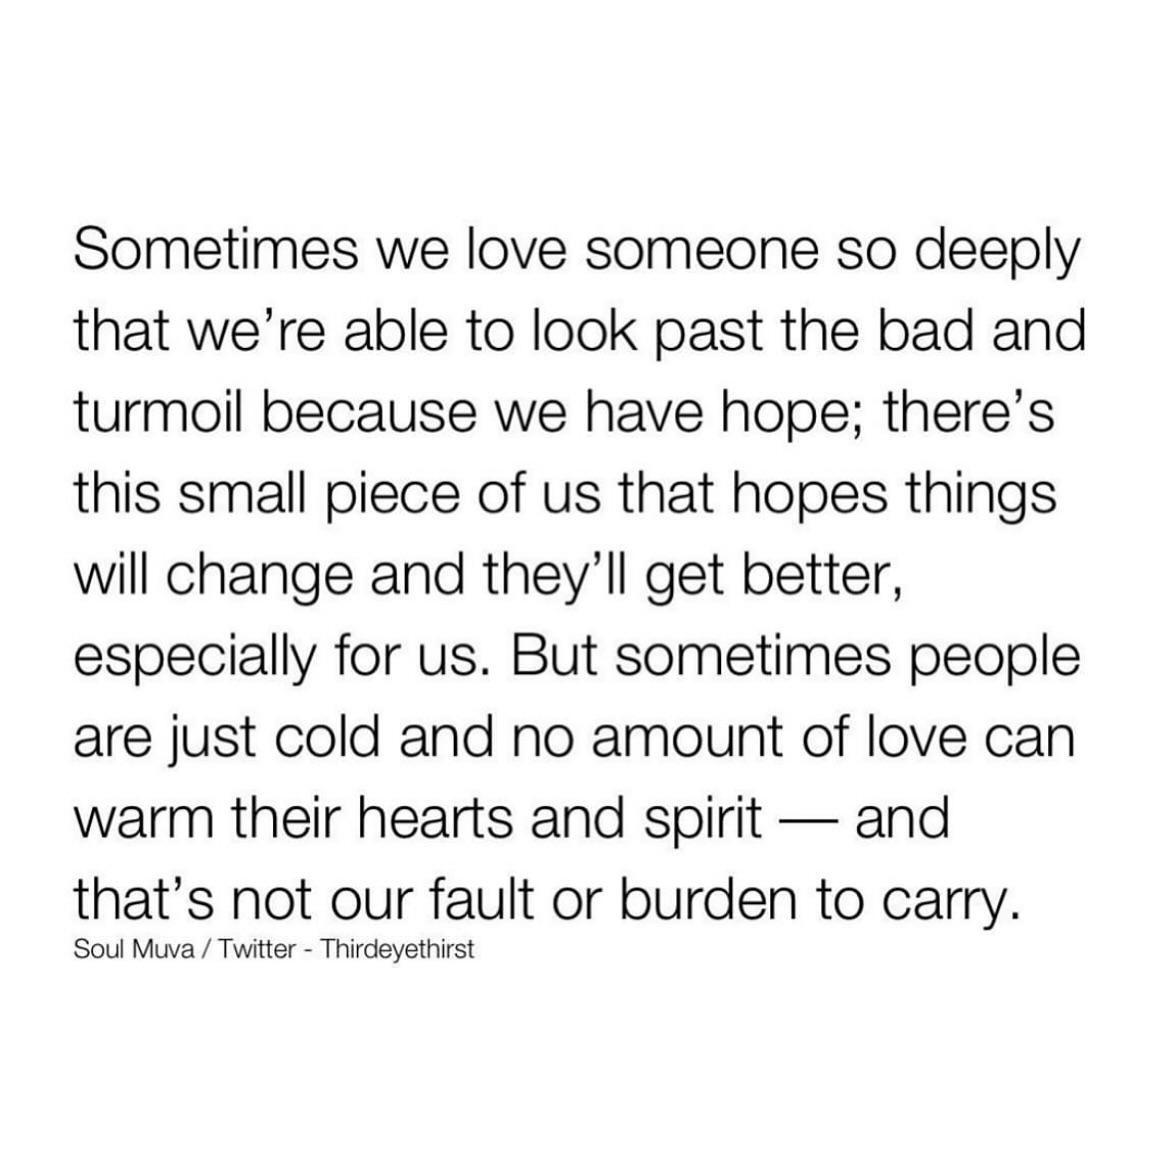 Sometimes we love someone so deeply
that we’re able to look past the bad and
turmoil because we have hope; there’s
this small piece of us that hopes things
will change and they’ll get better,
especially for us. But sometimes people
are just cold and no amount of love can
warm their hearts and spirit — and
that’s not our fault or burden to carry.
Soul Muva / Twitter - Thirdeyethirst